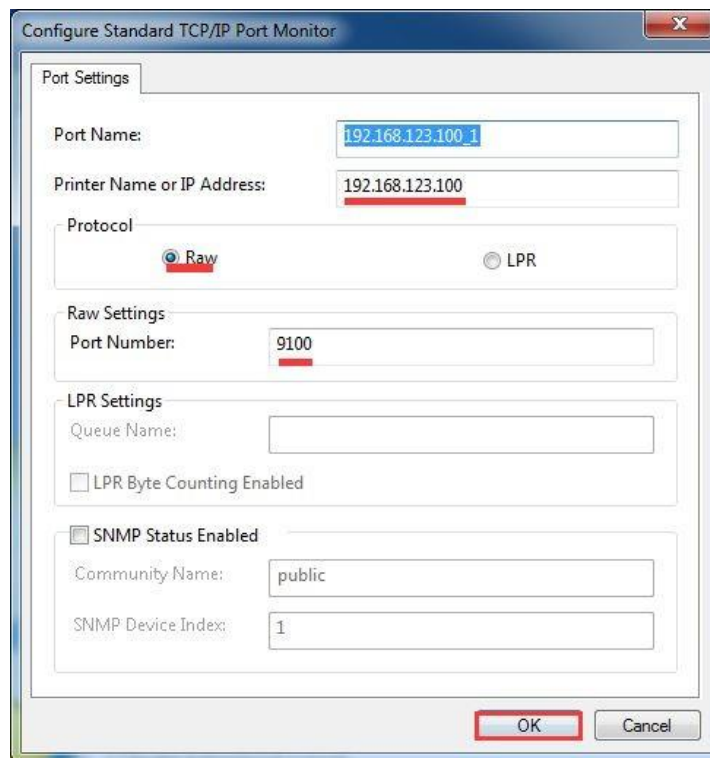 Configure Standard TCP/IP Port Monitor
Port Settings
Port Name: 192.168.123.100_1
Printer Name or IP Address: 192.168.123.100
Protocol
Raw LPR
Raw Settings
Port Number: 9100
LPR Settings
Queue Name:
LPR Byte Counting Enabled
SNMP Status Enabled
Community Name: public
SNMP Device Index: 1
OK Cancel